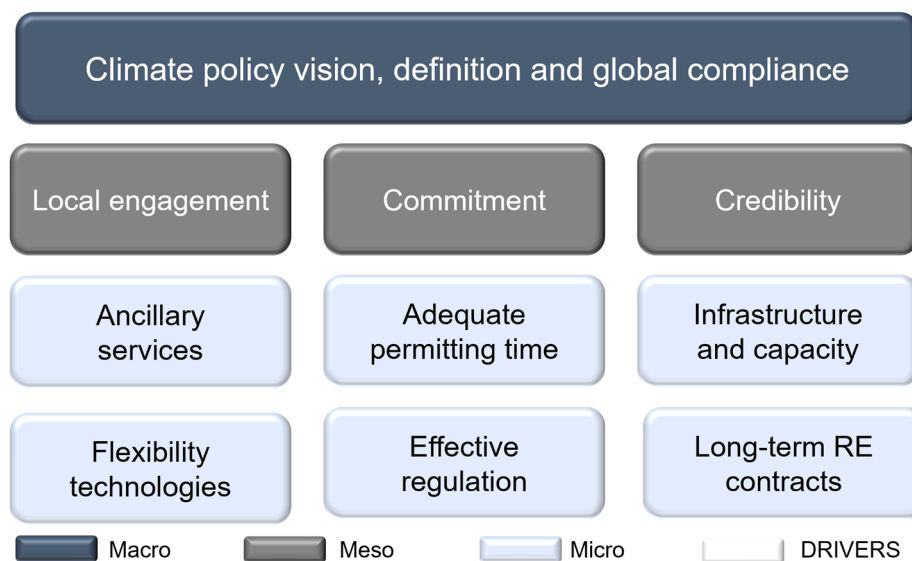 Climate policy vision, definition and global compliance
Local engagement
Commitment
Credibility
Ancillary
services
Adequate
permitting time
Infrastructure
and capacity
Flexibility
technologies
Effective
regulation
Long-term RE
contracts
Macro
Meso
Micro
DRIVERS